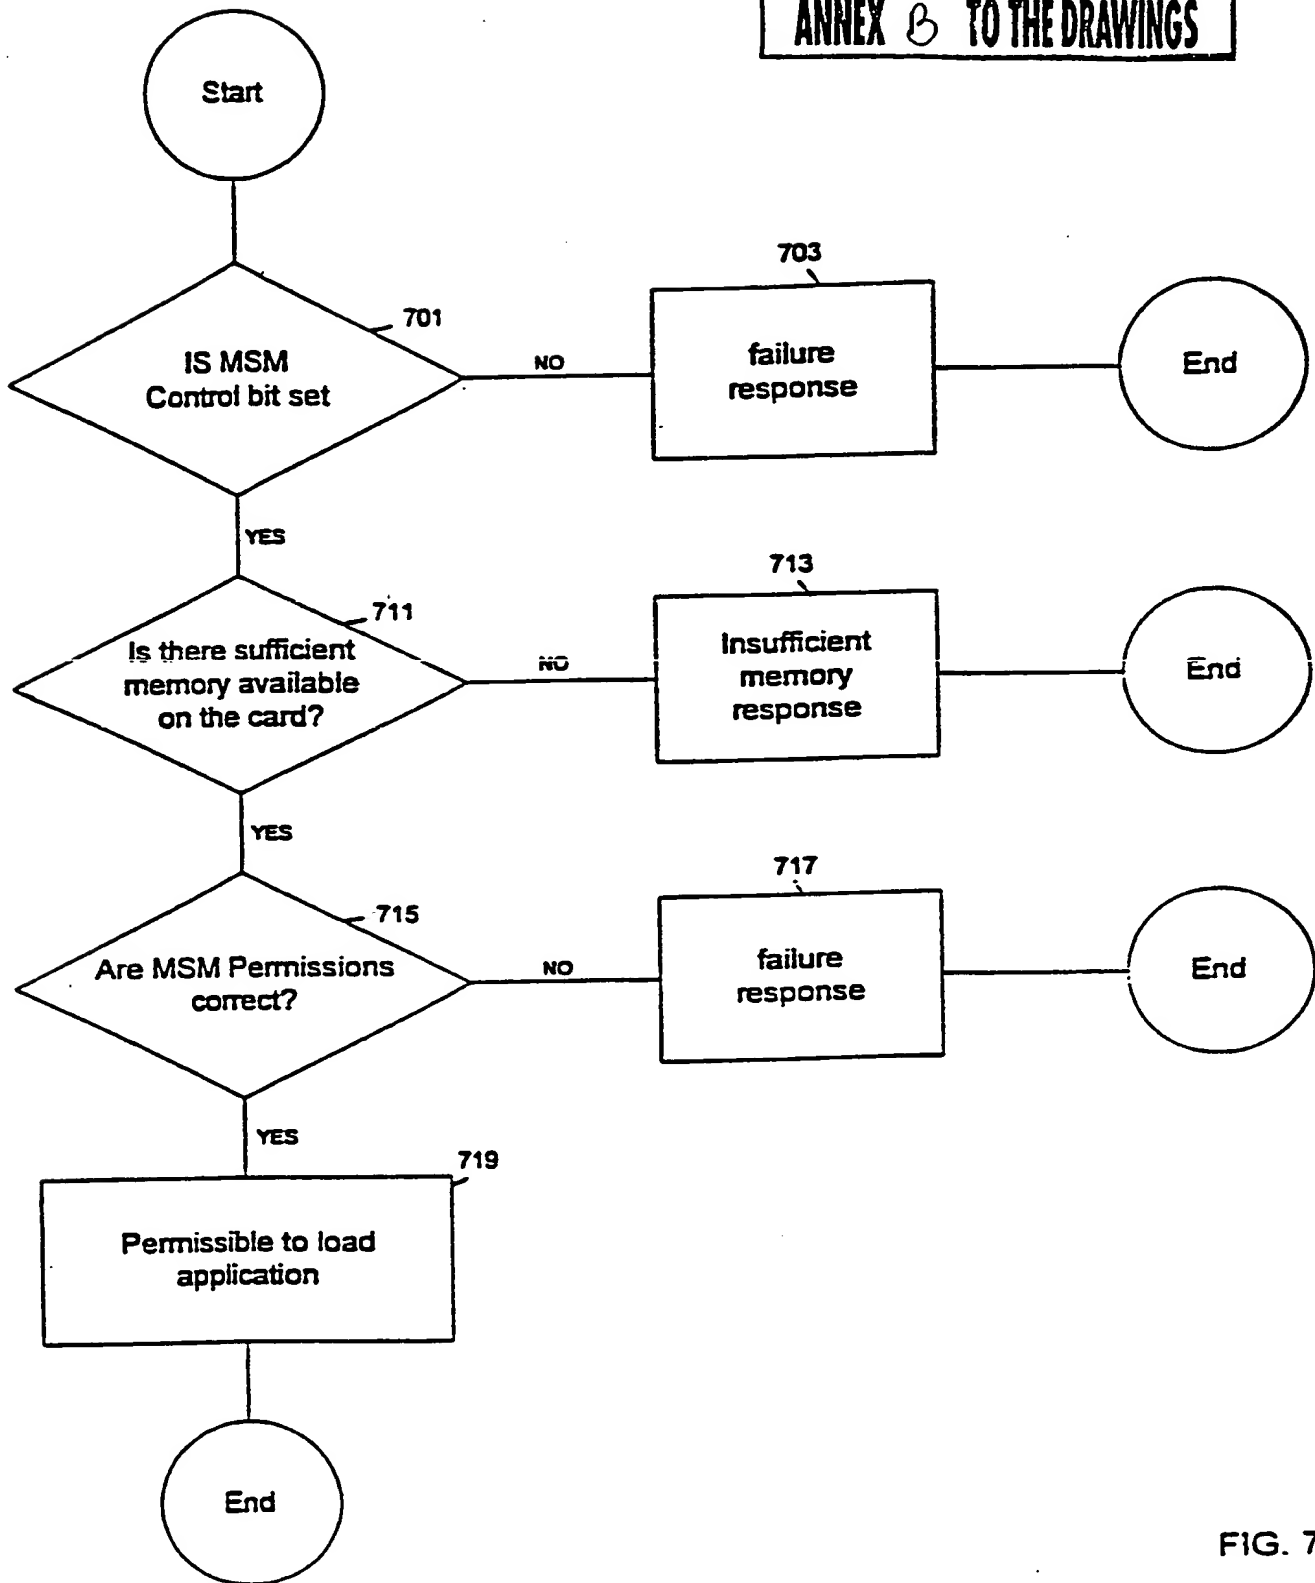 ANNEX B TO THE DRAWINGS
Start
701
IS MSM
Control bit set
NO
703
failure
response
End
YES
711
Is there sufficient
memory available
on the card?
NO
713
Insufficient
memory
response
End
YES
715
Are MSM Permissions
correct?
NO
717
failure
response
End
YES
719
Permissible to load
application
End
FIG. 7